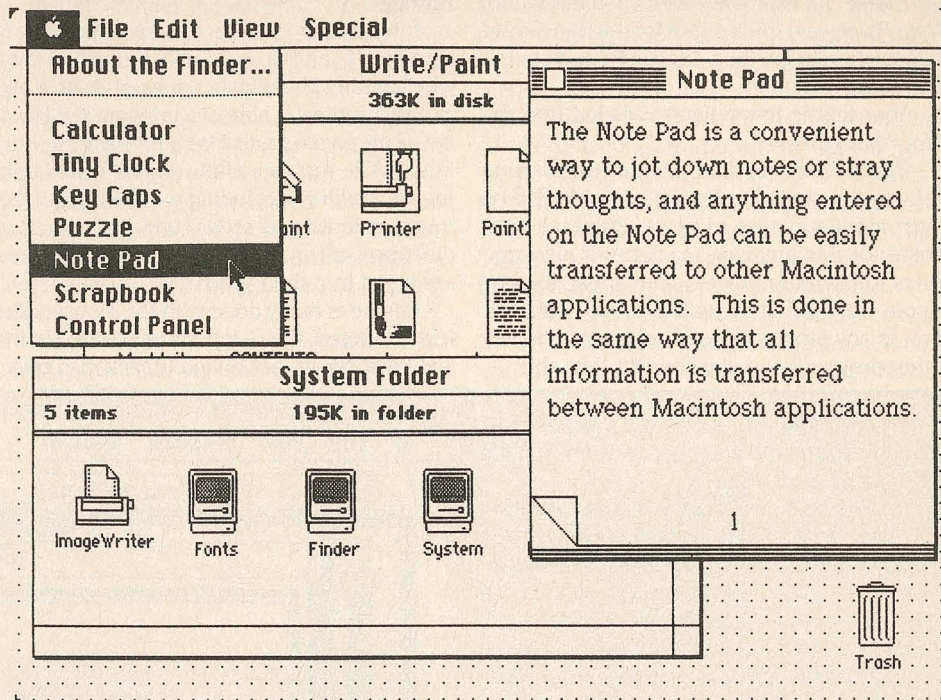 File Edit View Special
About the Finder...
Calculator
Tiny Clock
Key Caps
Puzzle
Note Pad
Scrapbook
Control Panel
Write/Paint
363K in disk
Printer
System Folder
5 items 195K in folder
ImageWriter Fonts Finder System
Note Pad
The Note Pad is a convenient
way to jot down notes or stray
thoughts, and anything entered
on the Note Pad can be easily
transferred to other Macintosh
applications. This is done in
the same way that all
information is transferred
between Macintosh applications.
1
Trash